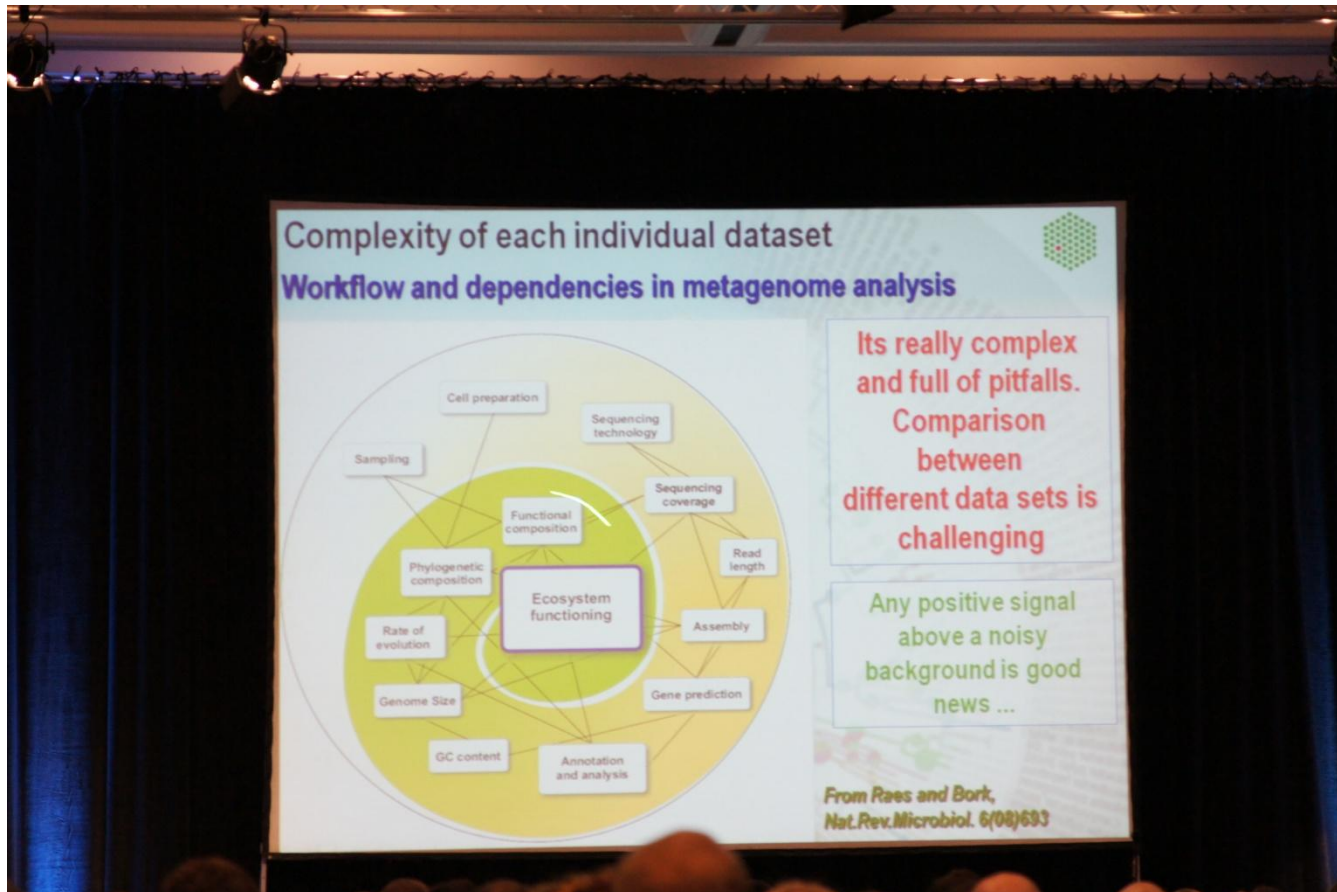 Complexity of each individual dataset
Workflow and dependencies in metagenome analysis
Cell preparation
Sequencing
technology
Sampling
Sequencing
coverage
Functional
composition
Read
length
Phylogenetic
composition
Ecosystem
functioning
Rate of
evolution
Assembly
Genome Size
Gene prediction
GC content
Annotation
and analysis
Its really complex
and full of pitfalls.
Comparison
between
different data sets is
challenging
Any positive signal
above a noisy
background is good
news ...
From Raes and Bork,
Nat.Rev.Microbiol. 6(08)693